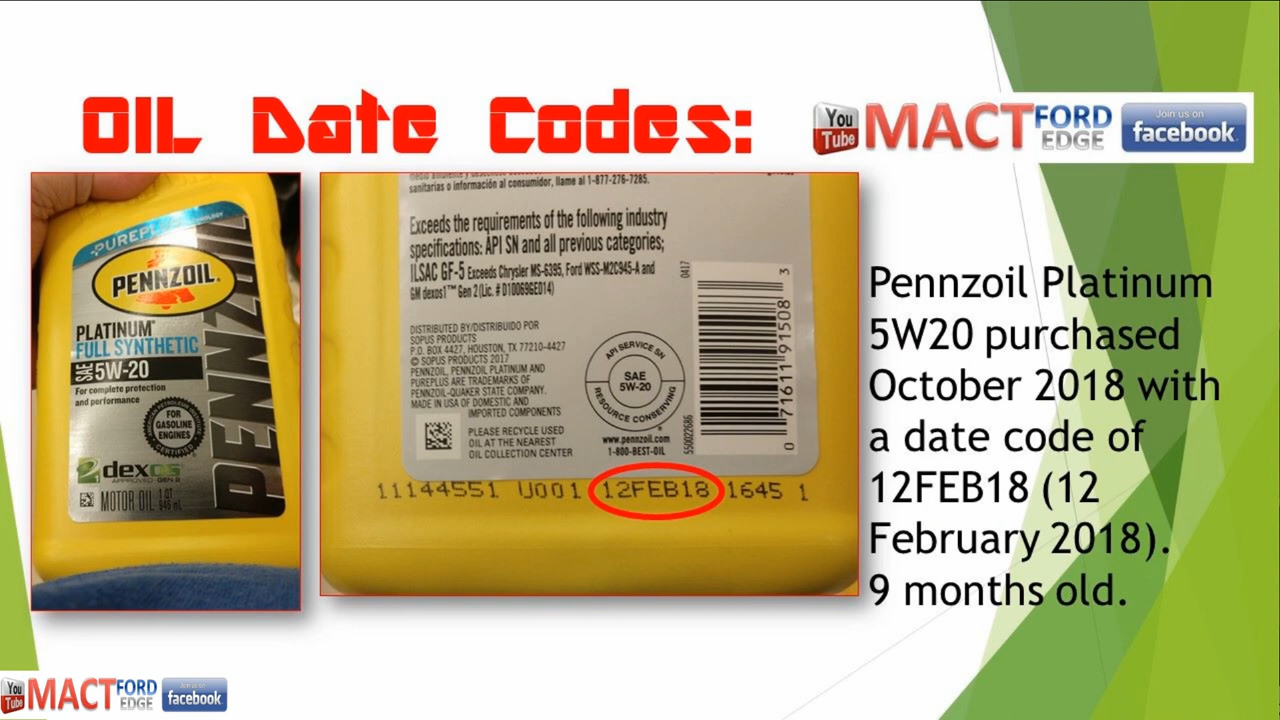 OIL Date Codes:
You
Tube
MACT
FORD
EDGE
Join us on
facebook
PENNZOIL
PLATINUM
FULL SYNTHETIC
SAE 5W-20
For complete protection
and performance
FOR
GASOLINE
ENGINES
CERTIFIED
dexos
APPROVED GEN 2
MOTOR OIL 1 QT
946 mL
PENNZOIL
sanitarias o información al consumidor, llame al 1-877-276-7285.
Exceeds the requirements of the following industry
specifications: API SN and all previous categories;
ILSAC GF-5 Exceeds Chrysler MS-6395, Ford WSS-M2C945-A and
GM dexos1™ Gen 2 (Lic. # D10069GE014)
DISTRIBUTED BY/DISTRIBUIDO POR
SOPUS PRODUCTS
P.O. BOX 4427, HOUSTON, TX 77210-4427
© SOPUS PRODUCTS 2017
PENNZOIL, PENNZOIL PLATINUM AND
PUREPLUS ARE TRADEMARKS OF
PENNZOIL-QUAKER STATE COMPANY.
MADE IN USA OF DOMESTIC AND
IMPORTED COMPONENTS
PLEASE RECYCLE USED
OIL AT THE NEAREST
OIL COLLECTION CENTER
API SERVICE SN
SAE
5W-20
RESOURCE CONSERVING
www.pennzoil.com
1-800-BEST-OIL
550022686
0417
0 71611 91508 3
11144551 U001 12FEB18 1645 1
Pennzoil Platinum
5W20 purchased
October 2018 with
a date code of
12FEB18 (12
February 2018).
9 months old.
You
Tube
MACT
FORD
EDGE
Join us on
facebook